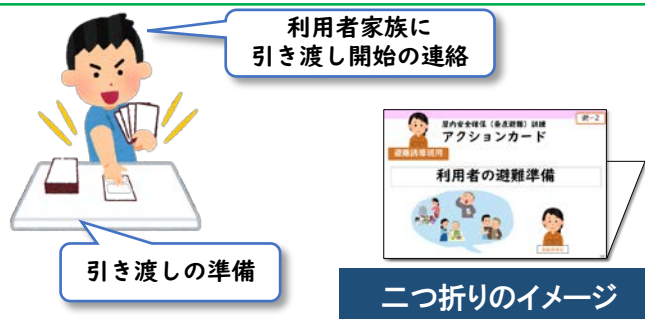 利用者家族に
引き渡し開始の連絡
引き渡しの準備
避-2
屋内安全確保（垂直避難）訓練
アクションカード
避難誘導班用
利用者の避難準備
二つ折りのイメージ